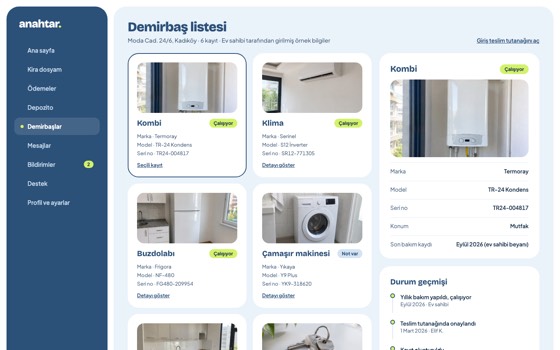 anahtar.
Ana sayfa
Kira dosyam
Ödemeler
Depozito
Demirbaşlar
Mesajlar
Bildirimler 2
Destek
Profil ve ayarlar
Demirbaş listesi
Moda Cad. 24/6, Kadıköy · 6 kayıt · Ev sahibi tarafından girilmiş örnek bilgiler
Giriş teslim tutanağını aç
Kombi Çalışıyor
Marka · Termoray
Model · TR-24 Kondens
Seri no · TR24-004817
Seçili kayıt
Klima Çalışıyor
Marka · Serinel
Model · S12 Inverter
Seri no · SR12-771305
Detayı göster
Buzdolabı Çalışıyor
Marka · Frigora
Model · NF-480
Seri no · FG480-209954
Detayı göster
Çamaşır makinesi Not var
Marka · Yıkaya
Model · Y9 Plus
Seri no · YK9-318620
Detayı göster
Kombi Çalışıyor
Marka Termoray
Model TR-24 Kondens
Seri no TR24-004817
Konum Mutfak
Son bakım kaydı Eylül 2026 (ev sahibi beyanı)
Durum geçmişi
Yıllık bakım yapıldı, çalışıyor
Eylül 2026 · Ev sahibi
Teslim tutanağında onaylandı
1 Mart 2026 · Elif K.